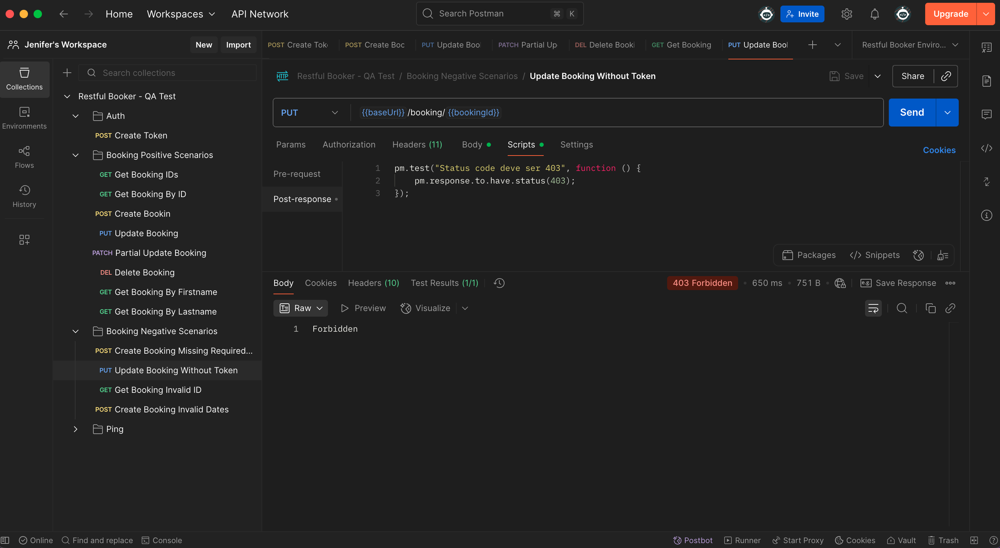 Home Workspaces API Network Search Postman ⌘ K Invite Upgrade
Jenifer's Workspace New Import
POST Create Tok PUT
POST Create Boc
PUT Update Bool
PATCH Partial Up
DEL Delete Booki
GET Get Booking
PUT Update Bool
Restful Booker Enviro...
Collections
Environments
Flows
History
Search collections
Restful Booker - QA Test
Auth
POST Create Token
Booking Positive Scenarios
GET Get Booking IDs
GET Get Booking By ID
POST Create Bookin
PUT Update Booking
PATCH Partial Update Booking
DEL Delete Booking
GET Get Booking By Firstname
GET Get Booking By Lastname
Booking Negative Scenarios
POST Create Booking Missing Required...
PUT Update Booking Without Token
GET Get Booking Invalid ID
POST Create Booking Invalid Dates
Ping
HTTP Restful Booker - QA Test / Booking Negative Scenarios / Update Booking Without Token
Save Share
PUT {{baseUrl}}/booking/{{bookingId}} Send
Params Authorization Headers (11) Body Scripts Settings Cookies
Pre-request
Post-response
1 pm.test("Status code deve ser 403", function () {
2 pm.response.to.have.status(403);
3 });
Packages </> Snippets
Body Cookies Headers (10) Test Results (1/1) 403 Forbidden 650 ms 751 B e.g. Save Response
Raw Preview Visualize
1 Forbidden
Online Find and replace Console Postbot Runner Start Proxy Cookies Vault Trash